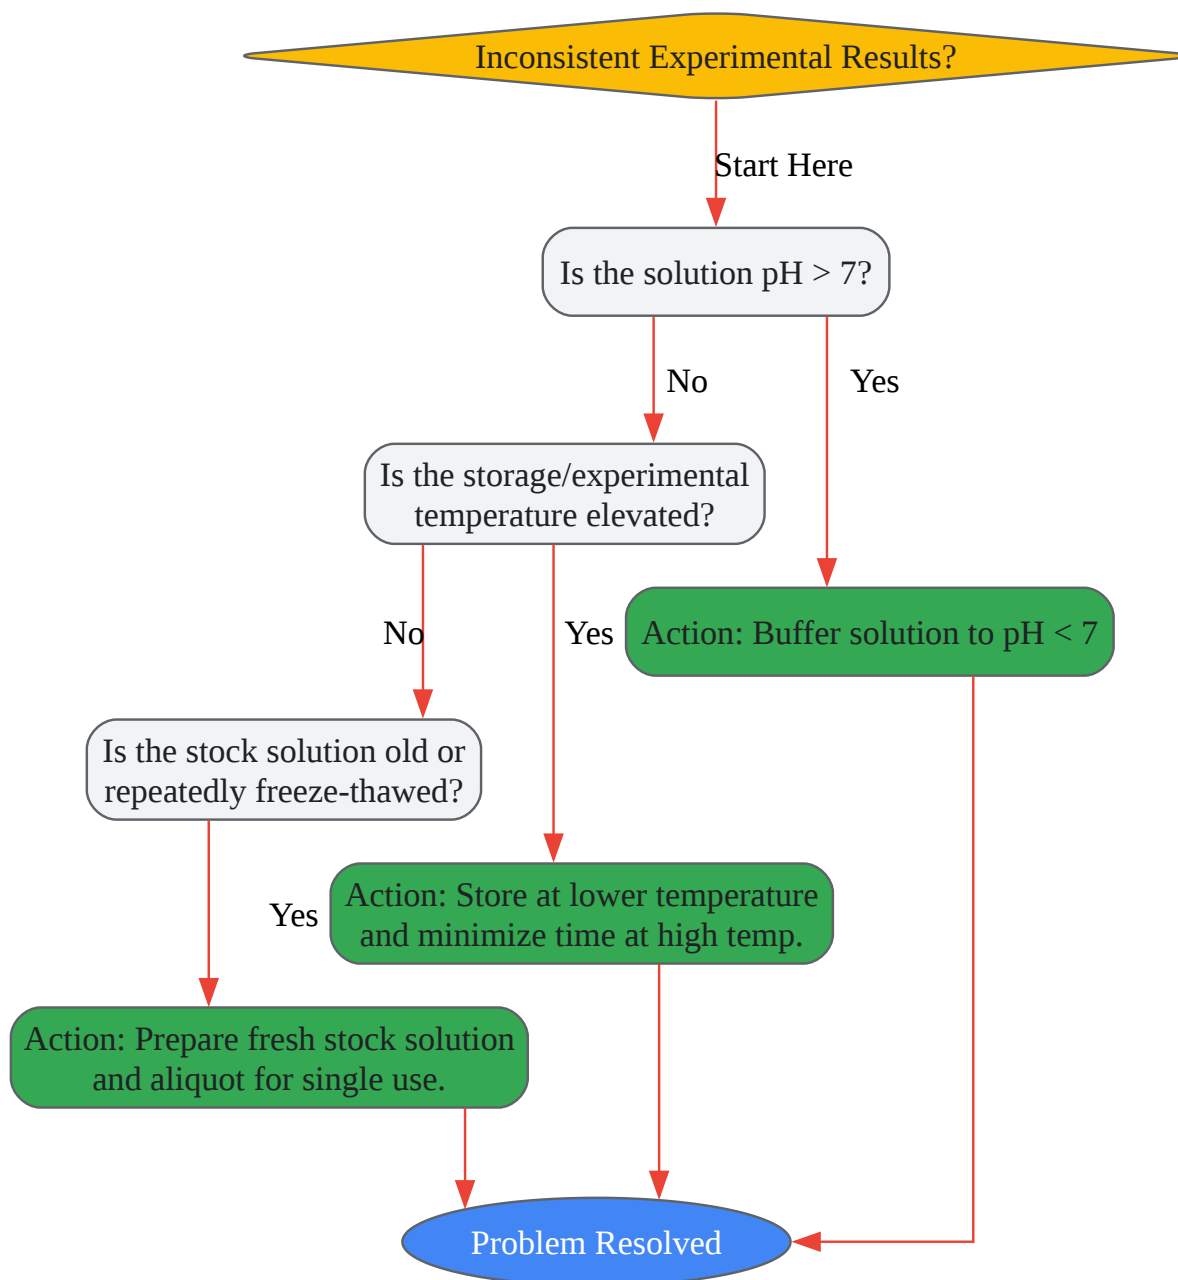 Inconsistent Experimental Results?
Start Here
Is the solution pH > 7?
No
Yes
Is the storage/experimental
temperature elevated?
No
Yes
Action: Buffer solution to pH < 7
Is the stock solution old or
repeatedly freeze-thawed?
Yes
Action: Store at lower temperature
and minimize time at high temp.
Action: Prepare fresh stock solution
and aliquot for single use.
Problem Resolved